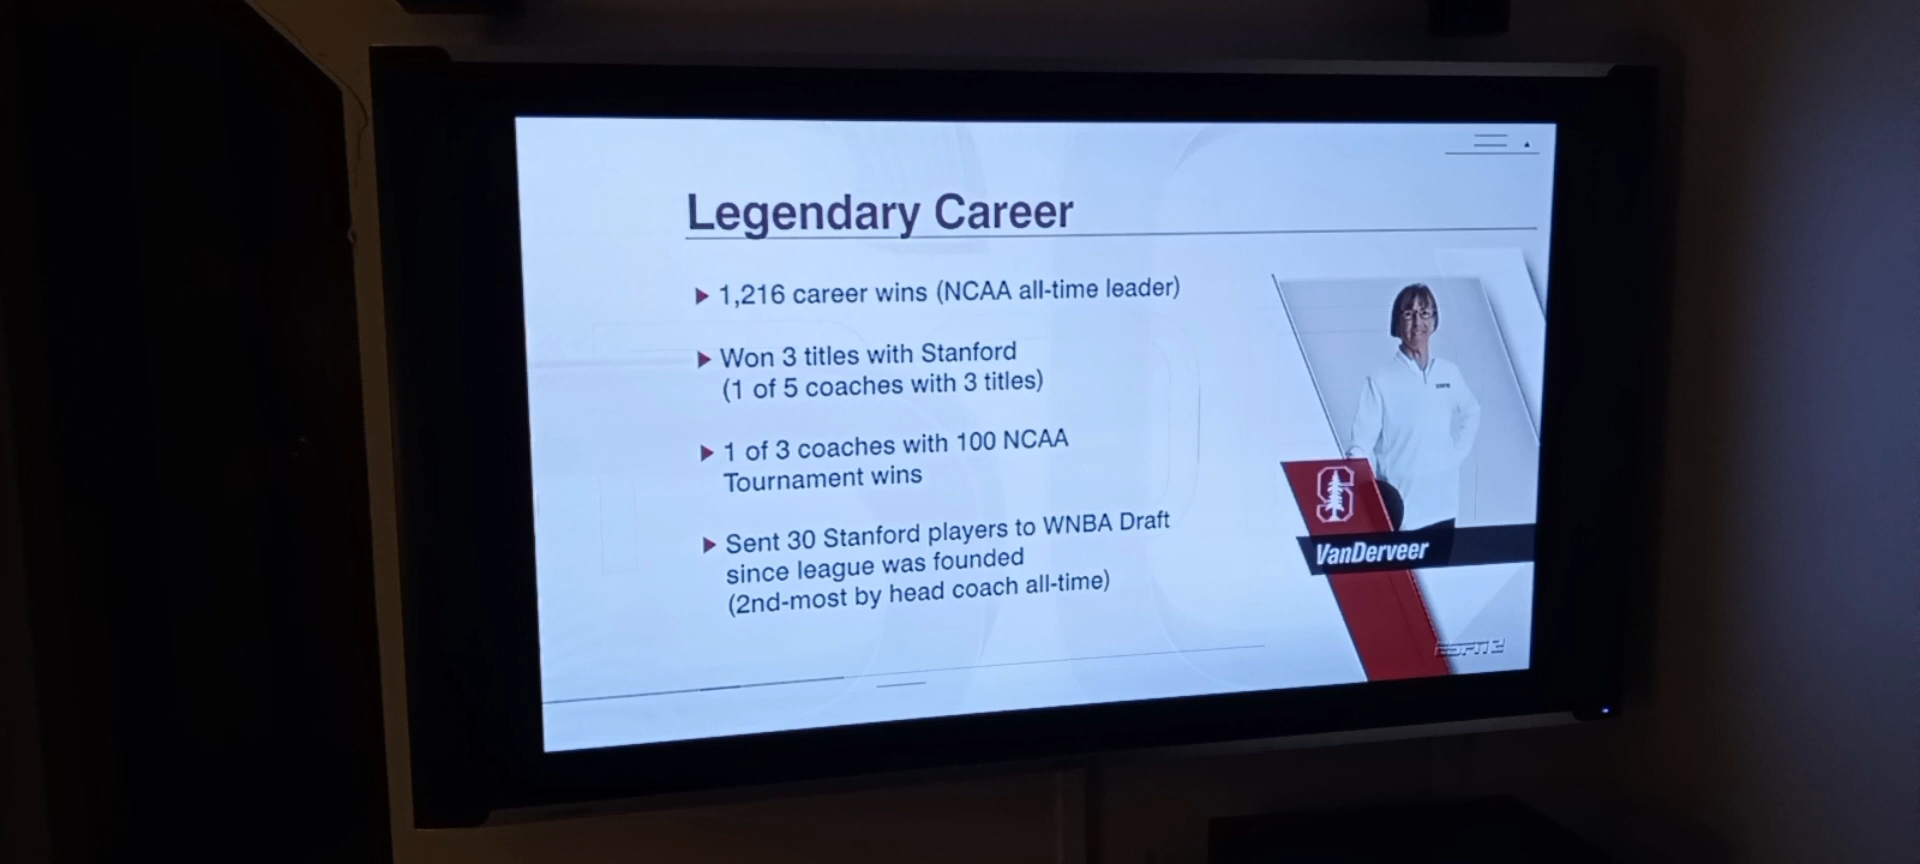 Legendary Career
1,216 career wins (NCAA all-time leader)
Won 3 titles with Stanford
(1 of 5 coaches with 3 titles)
1 of 3 coaches with 100 NCAA
Tournament wins
Sent 30 Stanford players to WNBA Draft
since league was founded
(2nd-most by head coach all-time)
S
VanDerveer
ESPN2